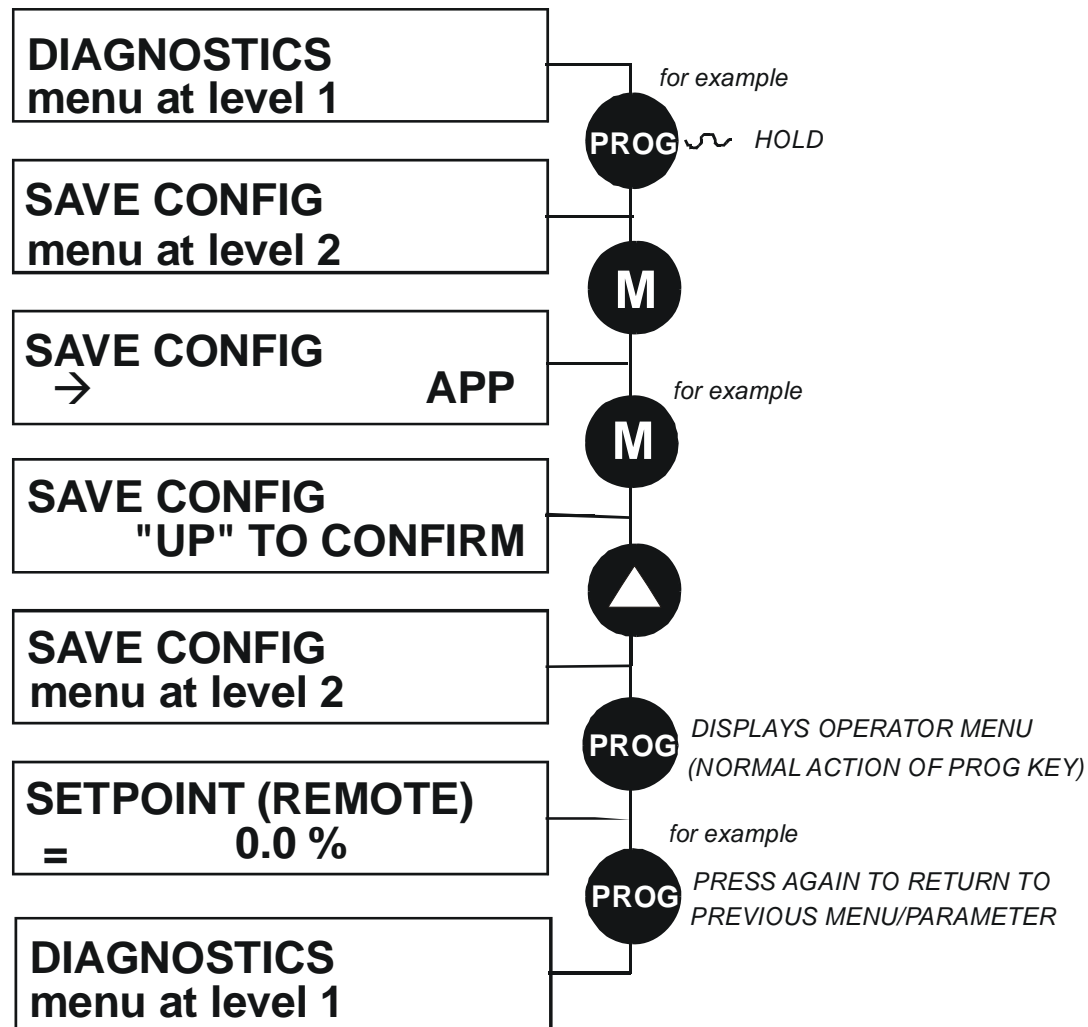 DIAGNOSTICS
menu at level 1
for example
PROG
HOLD
SAVE CONFIG
menu at level 2
M
SAVE CONFIG
→ APP
for example
M
SAVE CONFIG
"UP" TO CONFIRM
SAVE CONFIG
menu at level 2
PROG
DISPLAYS OPERATOR MENU
(NORMAL ACTION OF PROG KEY)
SETPOINT (REMOTE)
= 0.0 %
for example
PROG
PRESS AGAIN TO RETURN TO
PREVIOUS MENU/PARAMETER
DIAGNOSTICS
menu at level 1